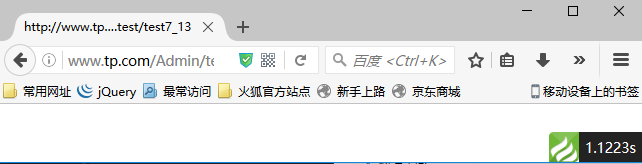 http://www.tp....test/test7_13
www.tp.com/Admin/te
百度 <Ctrl+K>
常用网址 jQuery 最常访问 火狐官方站点 新手上路 京东商城 移动设备上的书签
1.1223s